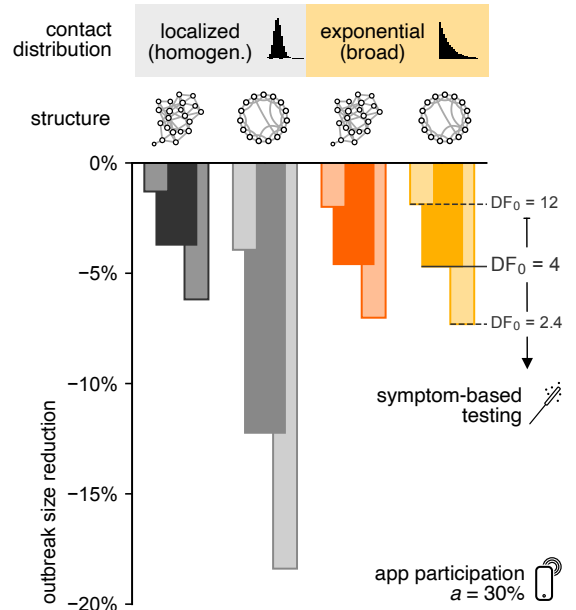 contact
distribution
localized
(homogen.)
exponential
(broad)
structure
0%
−5%
−10%
−15%
−20%
outbreak size reduction
DF₀ = 12
DF₀ = 4
DF₀ = 2.4
symptom-based
testing
app participation
a = 30%